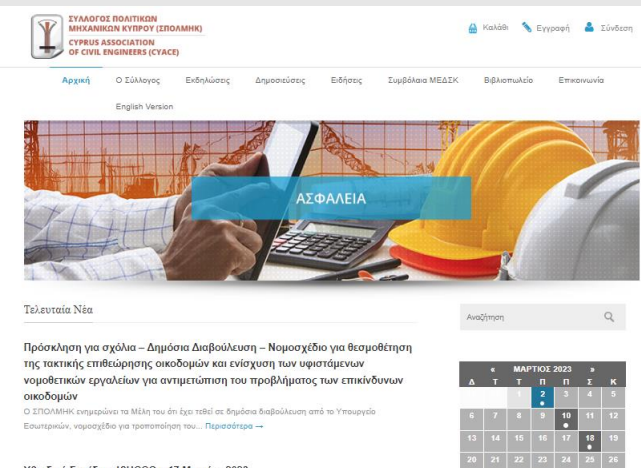 ΣΥΛΛΟΓΟΣ ΠΟΛΙΤΙΚΩΝ
ΜΗΧΑΝΙΚΩΝ ΚΥΠΡΟΥ (ΣΠΟΛΜΗΚ)
CYPRUS ASSOCIATION
OF CIVIL ENGINEERS (CYACE)
Καλάθι Εγγραφή Σύνδεση
Αρχική Ο Σύλλογος Εκδηλώσεις Δημοσιεύσεις Ειδήσεις Συμβόλαια ΜΕΔΣΚ Βιβλιοπωλείο Επικοινωνία
English Version
ΑΣΦΑΛΕΙΑ
Τελευταία Νέα
Αναζήτηση
Πρόσκληση για σχόλια – Δημόσια Διαβούλευση – Νομοσχέδιο για θεσμοθέτηση
της τακτικής επιθεώρησης οικοδομών και ενίσχυση των υφιστάμενων
νομοθετικών εργαλείων για αντιμετώπιση του προβλήματος των επικίνδυνων
οικοδομών
Ο ΣΠΟΛΜΗΚ ενημερώνει τα Μέλη του ότι έχει τεθεί σε δημόσια διαβούλευση από το Υπουργείο
Εσωτερικών, νομοσχέδιο για τροποποίηση του... Περισσότερα →
« ΜΑΡΤΙΟΣ 2023 »
Δ Τ Τ Π Π Σ Κ
1 2 3 4 5
6 7 8 9 10 11 12
13 14 15 16 17 18 19
20 21 22 23 24 25 26